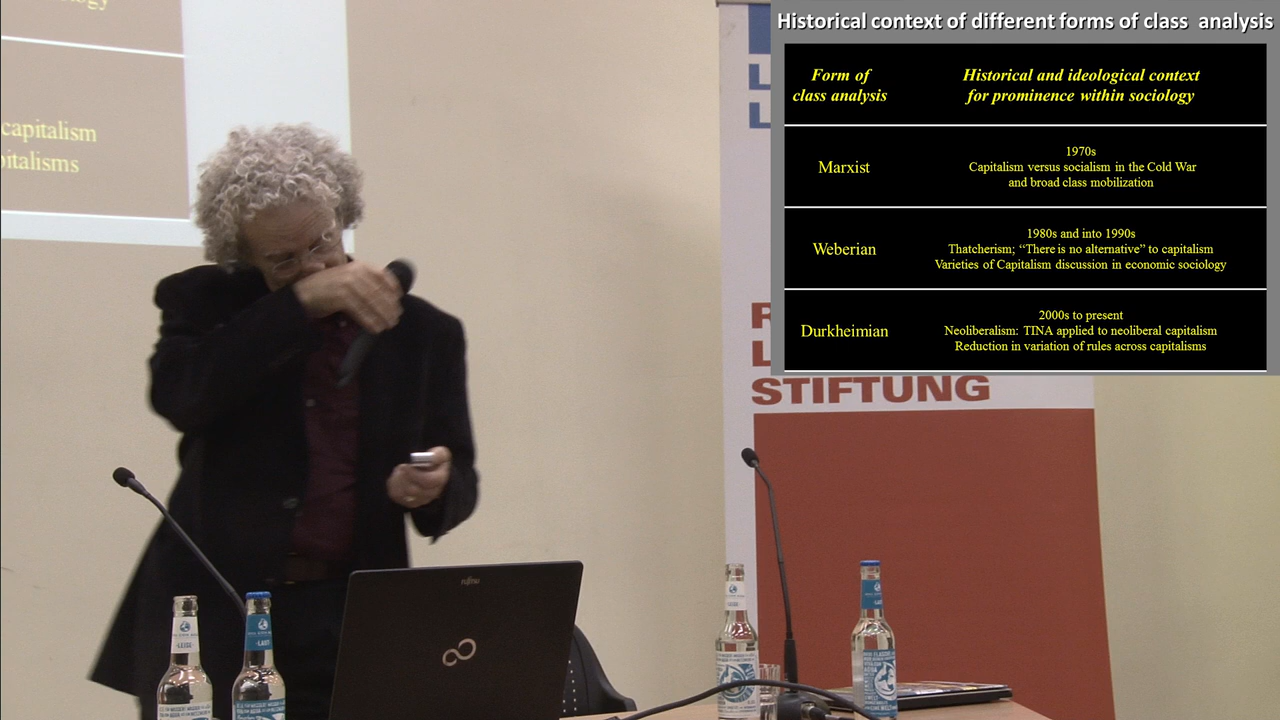 Historical context of different forms of class analysis
Form of
class analysis
Historical and ideological context
for prominence within sociology
Marxist
1970s
Capitalism versus socialism in the Cold War
and broad class mobilization
Weberian
1980s and into 1990s
Thatcherism; “There is no alternative” to capitalism
Varieties of Capitalism discussion in economic sociology
Durkheimian
2000s to present
Neoliberalism: TINA applied to neoliberal capitalism
Reduction in variation of rules across capitalisms
capitalism
STIFTUNG
FUJITSU